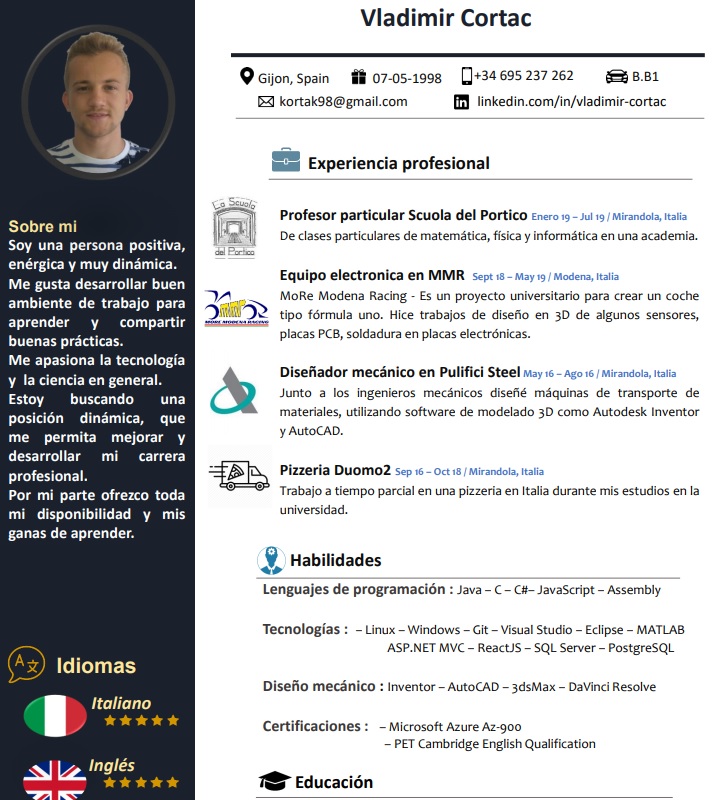 Vladimir Cortac
Gijon, Spain
07-05-1998
+34 695 237 262
B.B1
kortak98@gmail.com
in
linkedin.com/in/vladimir-cortac
Sobre mi
Soy una persona positiva,
enérgica y muy dinámica.
Me gusta desarrollar buen
ambiente de trabajo para
aprender y compartir
buenas prácticas.
Me apasiona la tecnología
y la ciencia en general.
Estoy buscando una
posición dinámica, que
me permita mejorar y
desarrollar mi carrera
profesional.
Por mi parte ofrezco toda
mi disponibilidad y mis
ganas de aprender.
Idiomas
Italiano
Inglés
Experiencia profesional
La Scuola
del Portico
Profesor particular Scuola del Portico Enero 19 – Jul 19 / Mirandola, Italia
De clases particulares de matemática, física y informática en una academia.
MORE MODENA RACING
Equipo electronica en MMR Sept 18 – May 19 / Modena, Italia
MoRe Modena Racing - Es un proyecto universitario para crear un coche
tipo fórmula uno. Hice trabajos de diseño en 3D de algunos sensores,
placas PCB, soldadura en placas electrónicas.
Diseñador mecánico en Pulifici Steel May 16 – Ago 16 / Mirandola, Italia
Junto a los ingenieros mecánicos diseñé máquinas de transporte de
materiales, utilizando software de modelado 3D como Autodesk Inventor
y AutoCAD.
Pizzeria Duomo2 Sep 16 – Oct 18 / Mirandola, Italia
Trabajo a tiempo parcial en una pizzeria en Italia durante mis estudios en la
universidad.
Habilidades
Lenguajes de programación : Java – C – C#– JavaScript – Assembly
Tecnologías : – Linux – Windows – Git – Visual Studio – Eclipse – MATLAB
ASP.NET MVC – ReactJS – SQL Server – PostgreSQL
Diseño mecánico : Inventor – AutoCAD – 3dsMax – DaVinci Resolve
Certificaciones : – Microsoft Azure Az-900
– PET Cambridge English Qualification
Educación